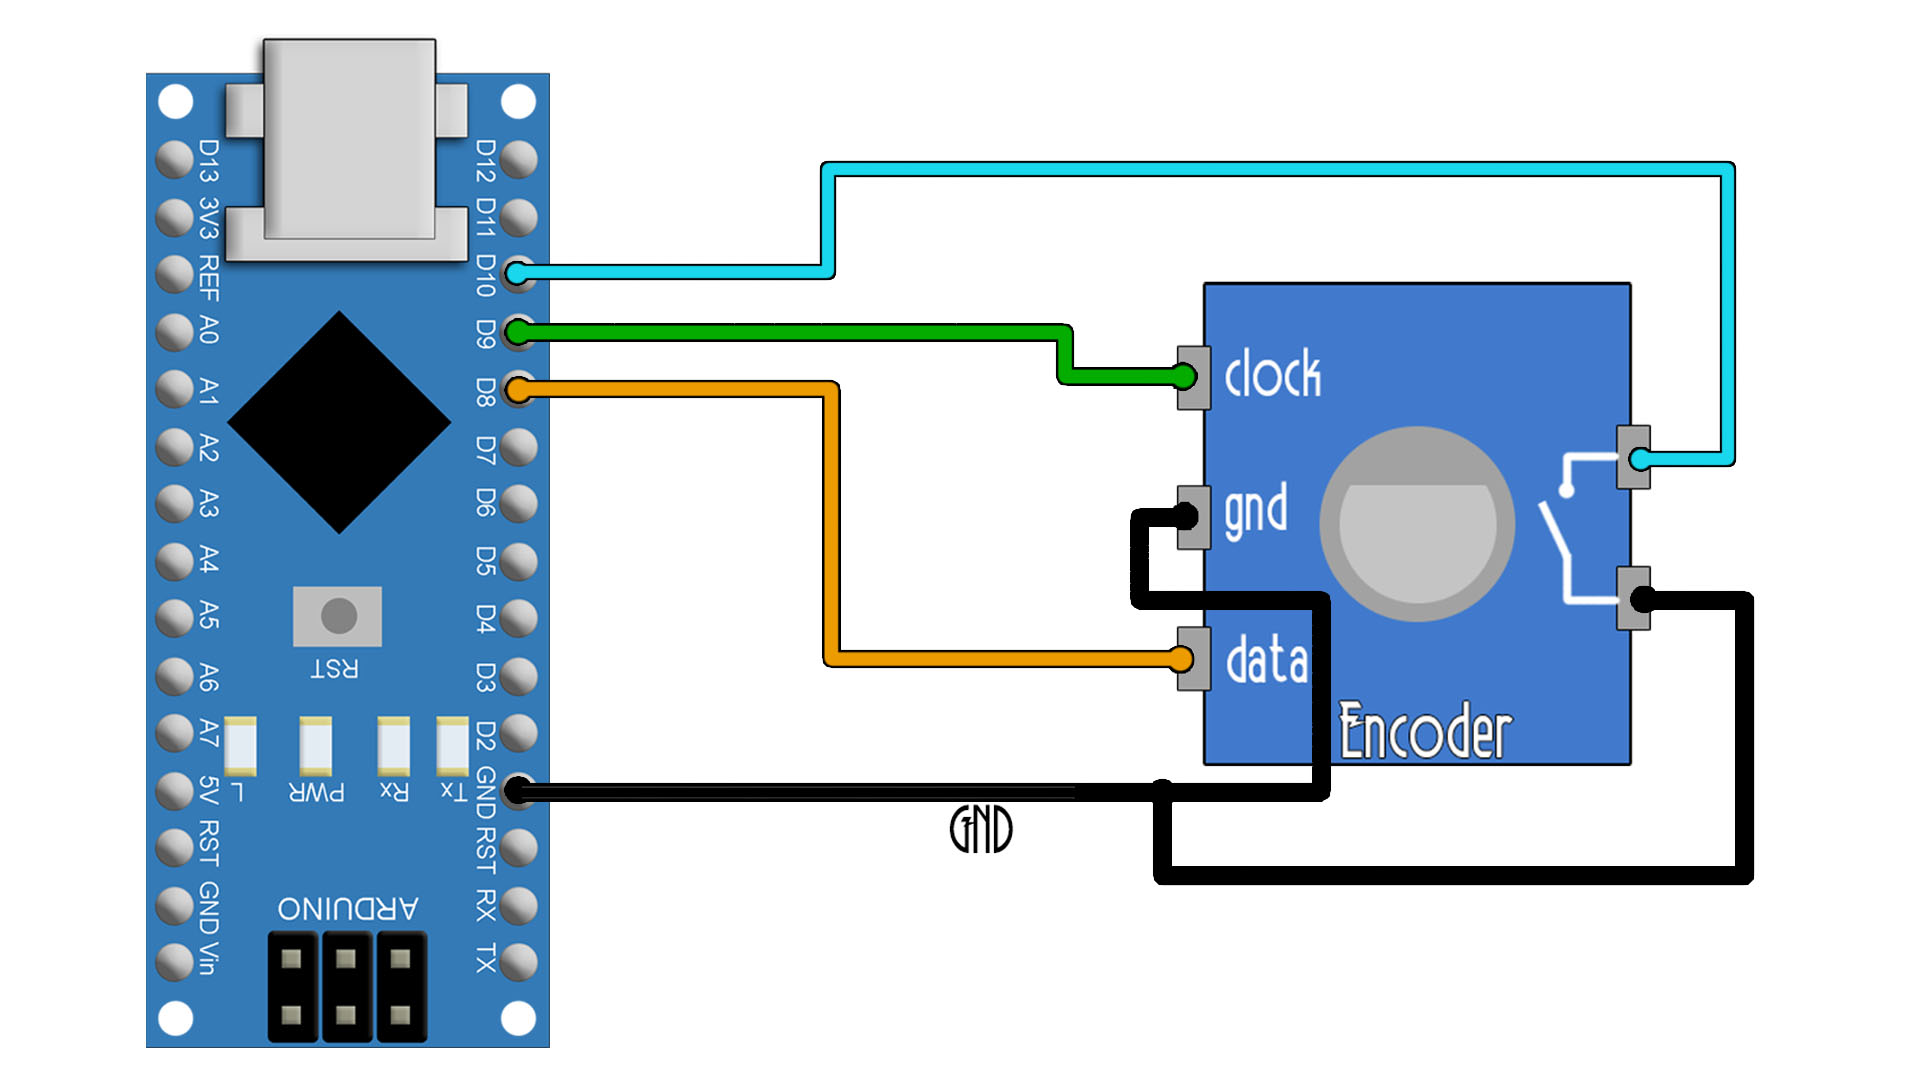 D13
3V3
REF
A0
A1
A2
A3
A4
A5
A6
A7
5V
RST
GND
Vin
D12
D11
D10
D9
D8
D7
D6
D5
D4
D3
D2
GND
RST
RX
TX
RST
L
PWR
Rx
Tx
ARDUINO
clock
gnd
data
Encoder
GND